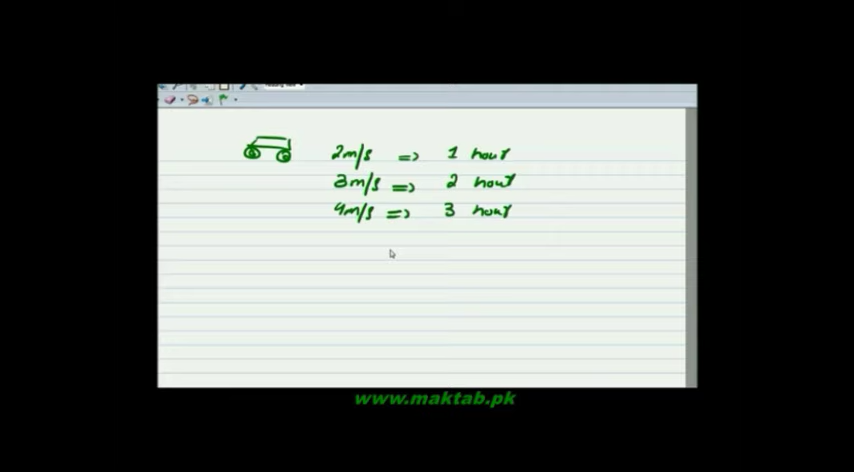 2m/s => 1 hour
3m/s => 2 hour
4m/s => 3 hour
www.maktab.pk